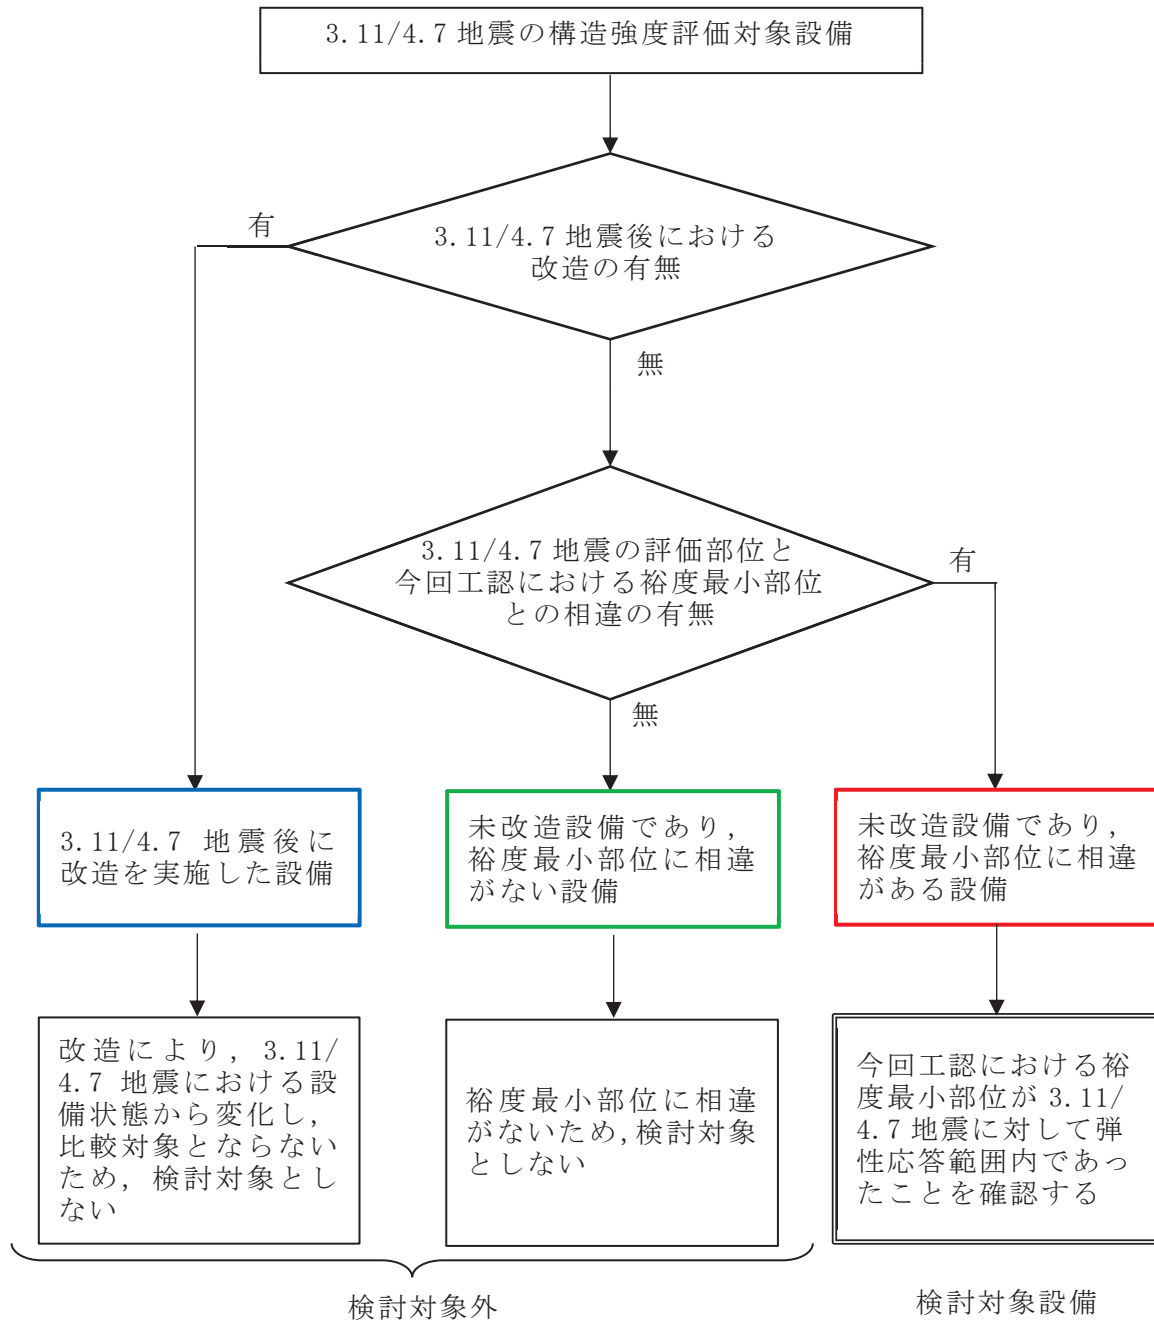 3.11/4.7 地震の構造強度評価対象設備
有
3.11/4.7 地震後における
改造の有無
無
3.11/4.7 地震の評価部位と
今回工認における裕度最小部位
との相違の有無
有
無
3.11/4.7 地震後に
改造を実施した設備
未改造設備であり,
裕度最小部位に相違
がない設備
未改造設備であり,
裕度最小部位に相違
がある設備
改造により, 3.11/
4.7 地震における設
備状態から変化し,
比較対象とならない
ため, 検討対象とし
ない
裕度最小部位に相違
がないため,検討対象
としない
今回工認における裕
度最小部位が 3.11/
4.7 地震に対して弾
性応答範囲内であっ
たことを確認する
検討対象外
検討対象設備